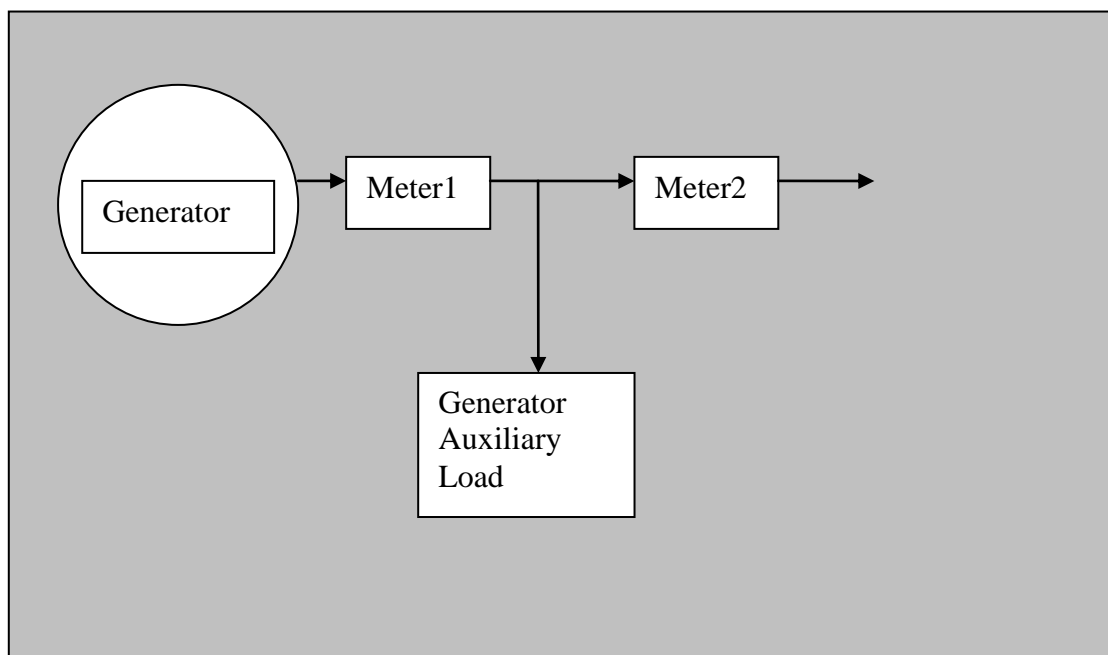 Generator
Meter1
Meter2
Generator
Auxiliary
Load